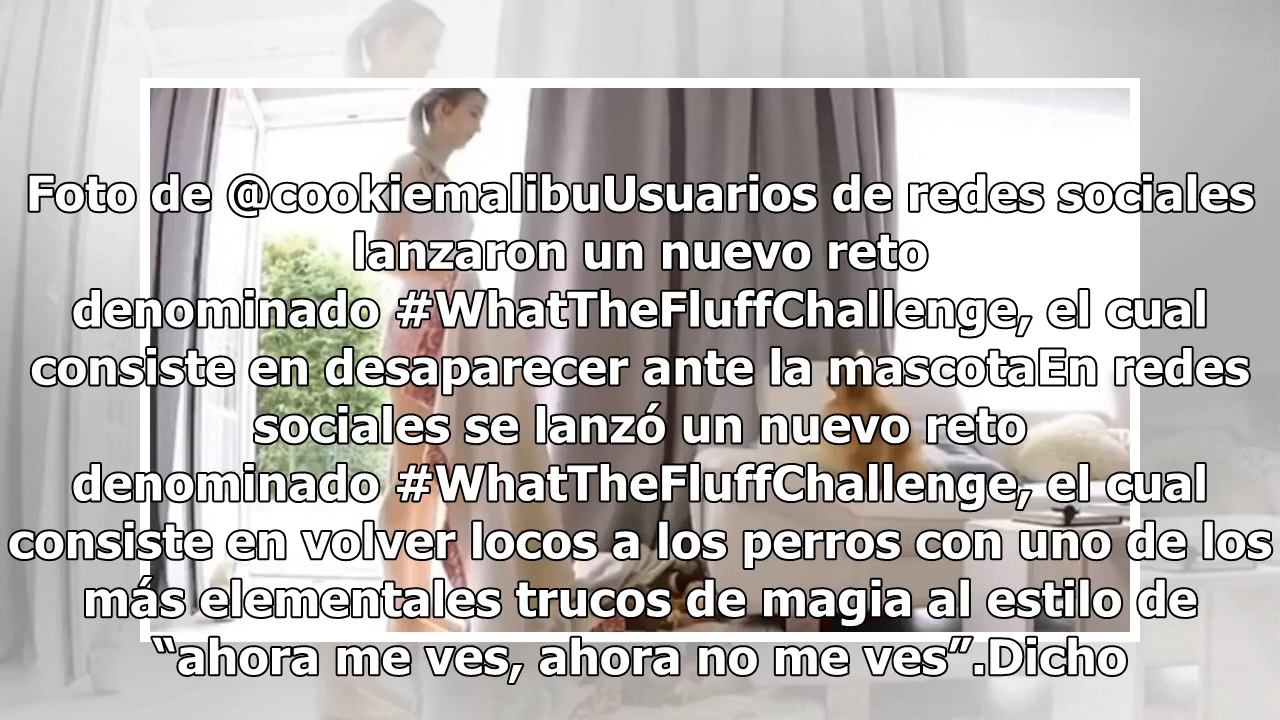 Foto de @cookiemalibuUsuarios de redes sociales
lanzaron un nuevo reto
denominado #WhatTheFluffChallenge, el cual
consiste en desaparecer ante la mascotaEn redes
sociales se lanzó un nuevo reto
denominado #WhatTheFluffChallenge, el cual
consiste en volver locos a los perros con uno de los
más elementales trucos de magia al estilo de
“ahora me ves, ahora no me ves”.Dicho